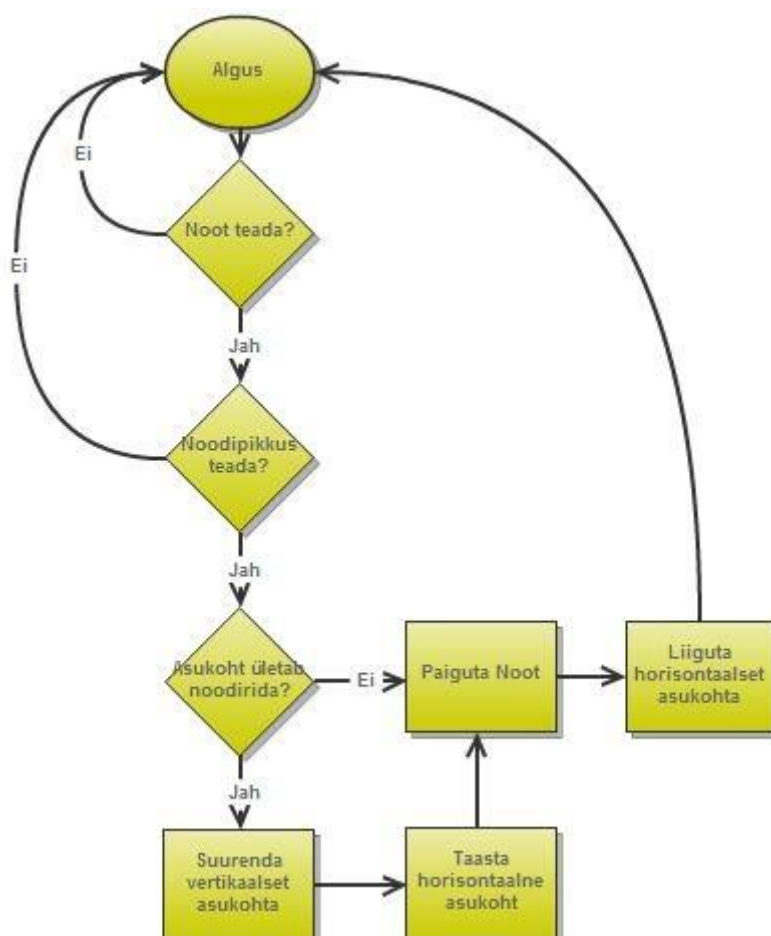 Algus
Ei
Noot teada?
Ei
Jah
Noodipikkus
teada?
Jah
Asukoht ületab
noodirida?
Ei
Paiguta Noot
Liiguta
horisontaalset
asukohta
Jah
Suurenda
vertikaalset
asukohta
Taasta
horisontaalne
asukoht